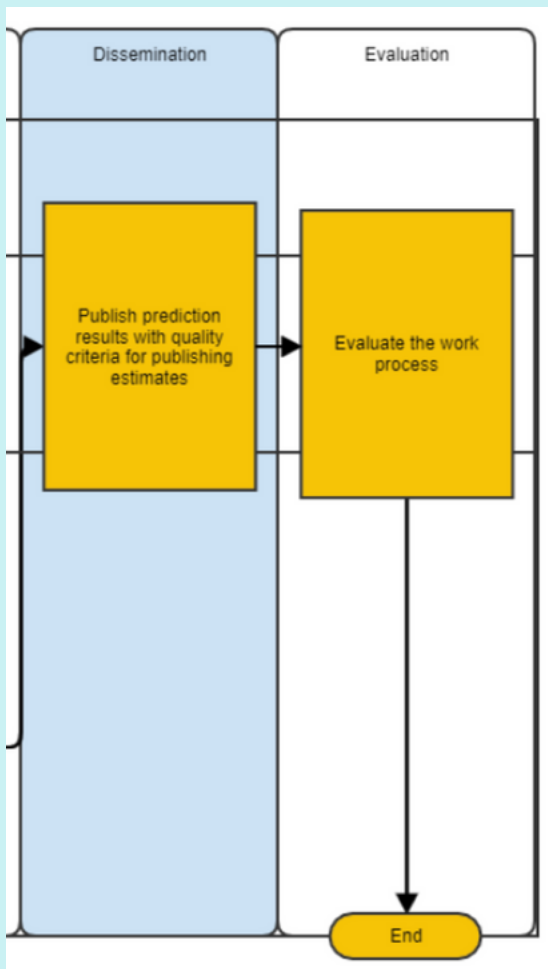 Dissemination
Evaluation
Publish prediction
results with quality
criteria for publishing
estimates
Evaluate the work
process
End